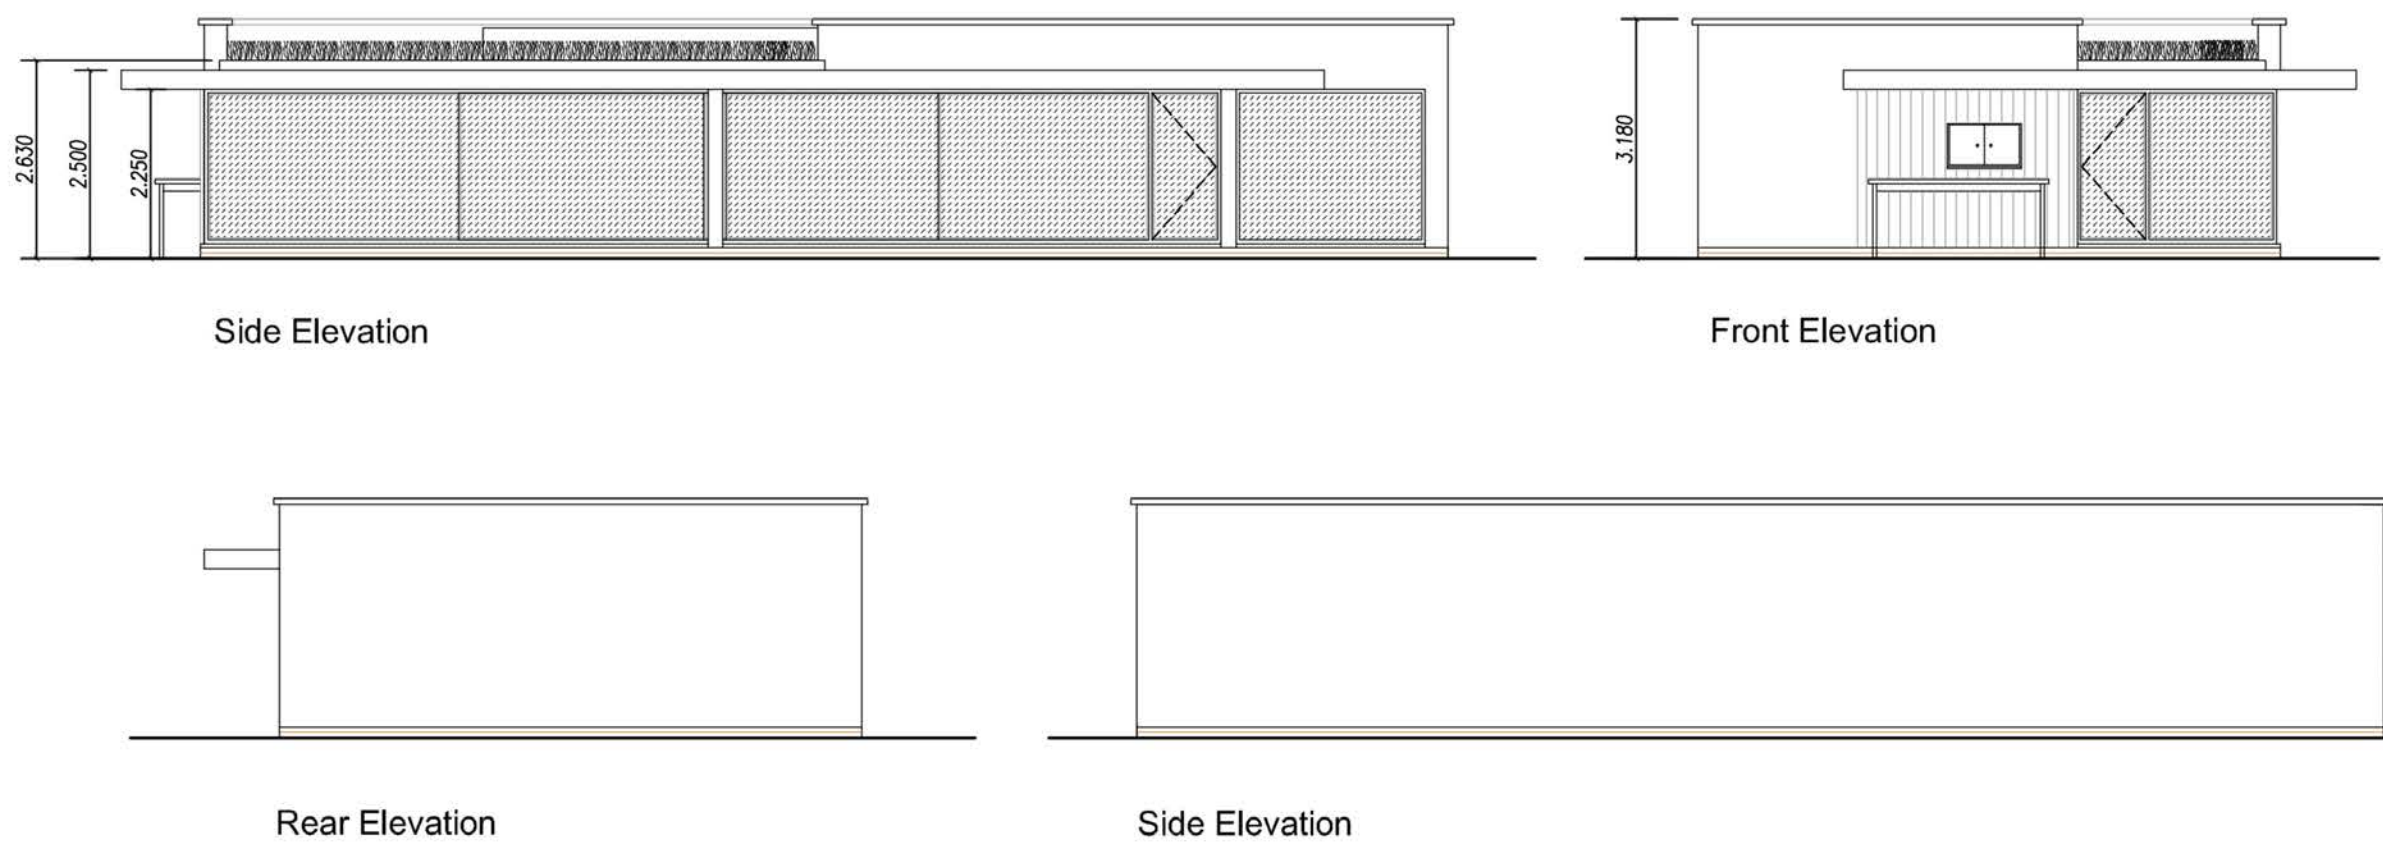 2.630
2.500
2.250
3.180
Side Elevation
Front Elevation
Rear Elevation
Side Elevation